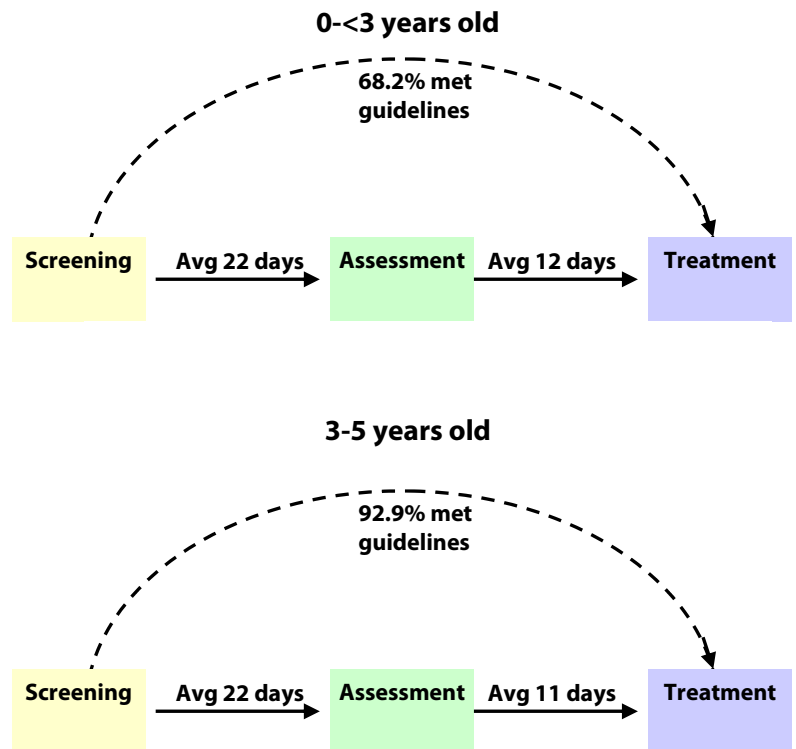 0-<3 years old
68.2% met
guidelines
Screening
Avg 22 days
Assessment
Avg 12 days
Treatment
3-5 years old
92.9% met
guidelines
Screening
Avg 22 days
Assessment
Avg 11 days
Treatment